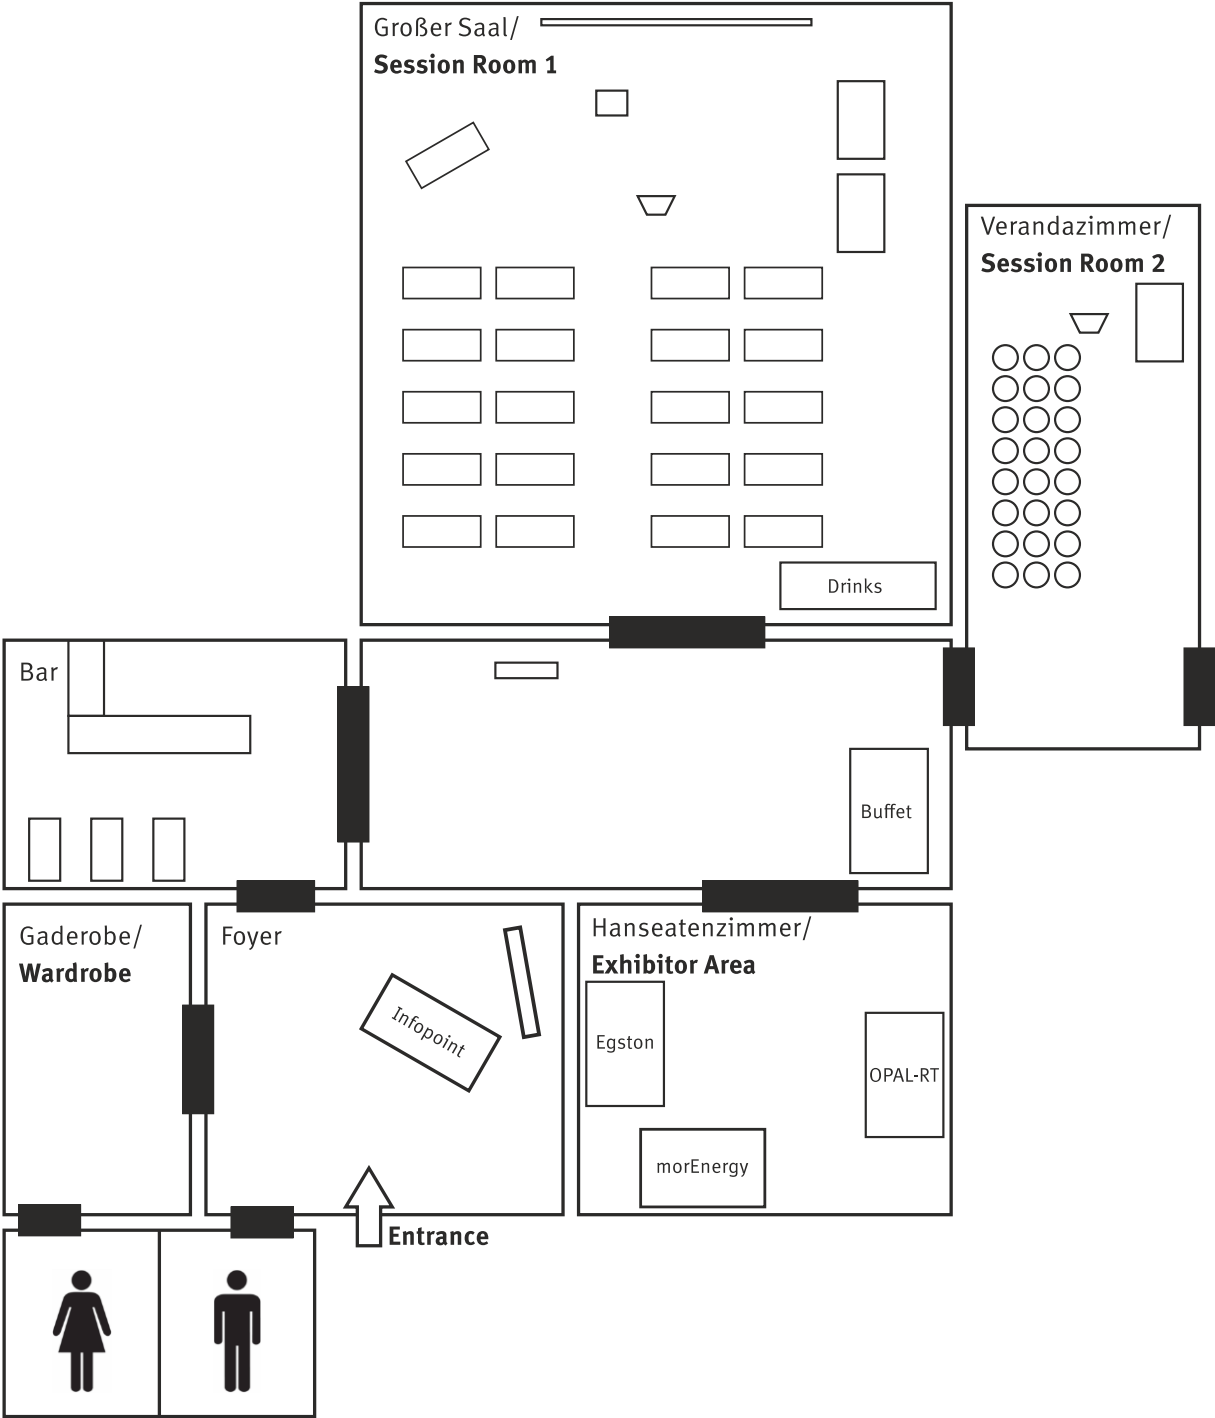 Großer Saal/
Session Room 1
Verandazimmer/
Session Room 2
Drinks
Bar
Buffet
Gaderobe/
Wardrobe
Foyer
Infopoint
Hanseatenzimmer/
Exhibitor Area
Egston
OPAL-RT
morEnergy
Entrance